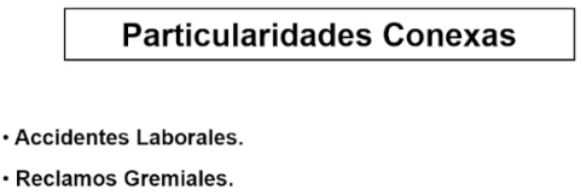 Particularidades Conexas
• Accidentes Laborales.
• Reclamos Gremiales.